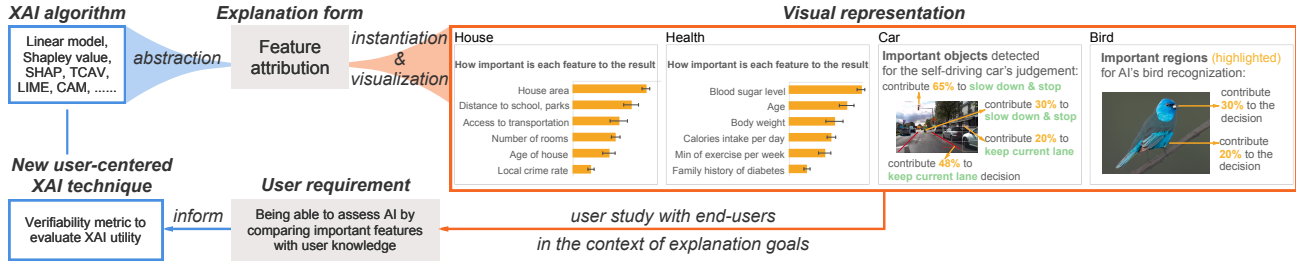 XAI algorithm
Linear model,
Shapley value,
SHAP, TCAV,
LIME, CAM, ......
abstraction
Explanation form
Feature
attribution
instantiation
&
visualization
Visual representation
House
How important is each feature to the result
House area
Distance to school, parks
Access to transportation
Number of rooms
Age of house
Local crime rate
Health
How important is each feature to the result
Blood sugar level
Age
Body weight
Calories intake per day
Min of exercise per week
Family history of diabetes
Car
Important objects detected
for the self-driving car's judgement:
contribute 65% to slow down & stop
contribute 30% to
slow down & stop
contribute 20% to
keep current lane
contribute 48% to
keep current lane decision
Bird
Important regions (highlighted)
for AI's bird recognition:
contribute
30% to the
decision
contribute
20% to the
decision
user study with end-users
in the context of explanation goals
User requirement
Being able to assess AI by
comparing important features
with user knowledge
inform
New user-centered
XAI technique
Verifiability metric to
evaluate XAI utility